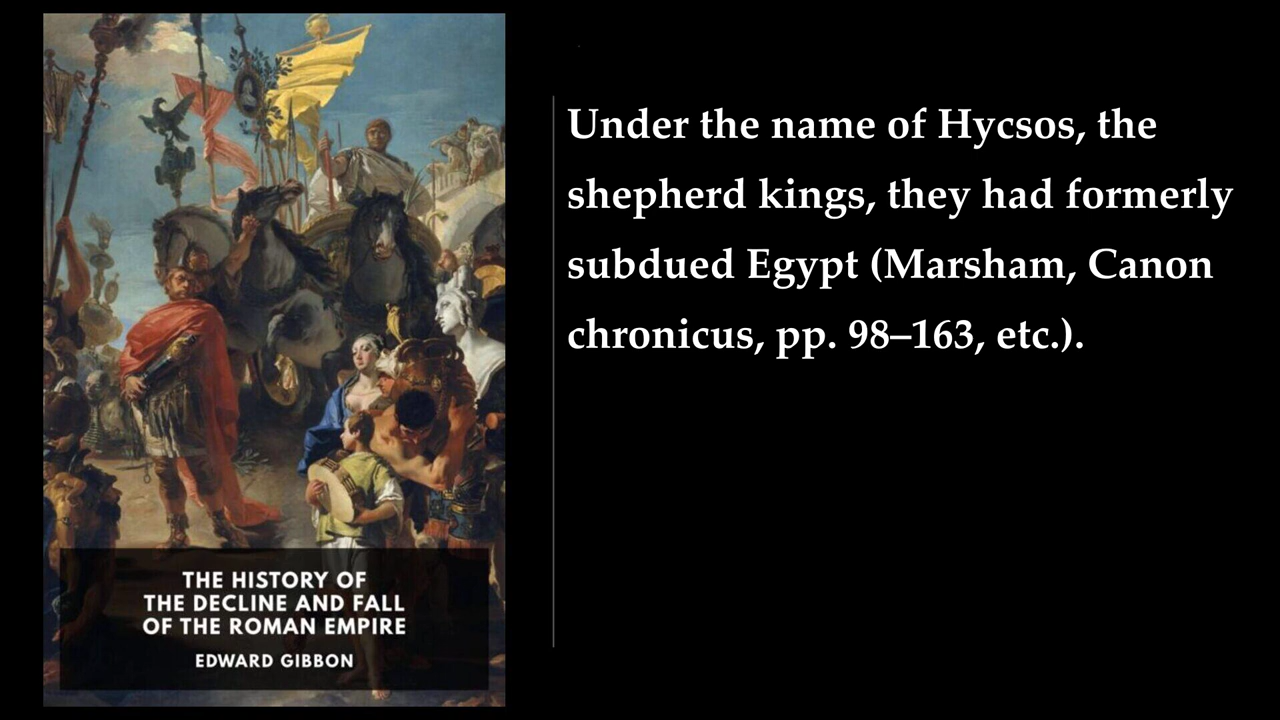 Under the name of Hycsos, the
shepherd kings, they had formerly
subdued Egypt (Marsham, Canon
chronicus, pp. 98–163, etc.).
THE HISTORY OF
THE DECLINE AND FALL
OF THE ROMAN EMPIRE
EDWARD GIBBON